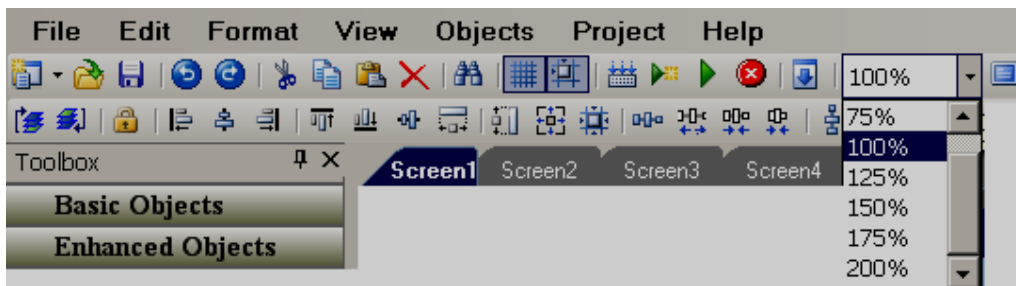 File Edit Format View Objects Project Help
100%
75%
Toolbox
100%
Screen1 Screen2 Screen3 Screen4
125%
Basic Objects
150%
Enhanced Objects
175%
200%